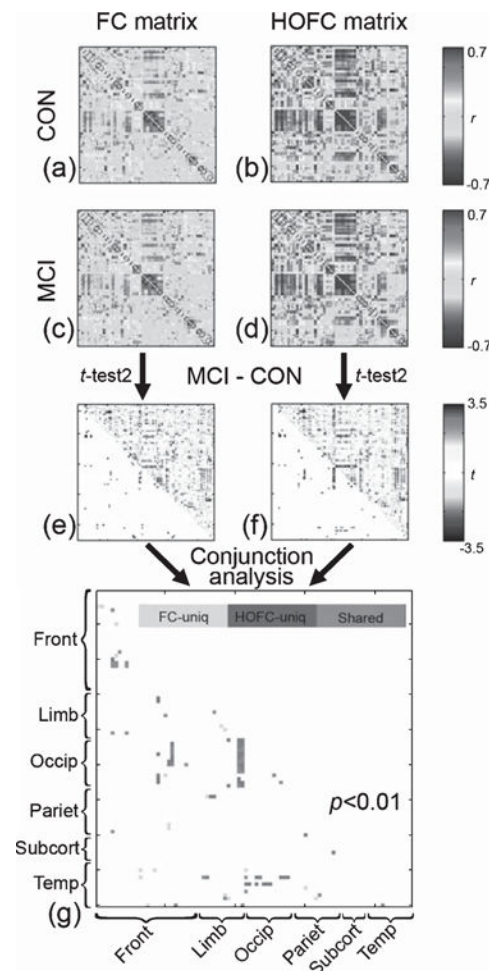 FC matrix HOFC matrix
CON
(a) (b)
0.7
r
-0.7
MCI
(c) (d)
0.7
r
-0.7
t-test2 MCI - CON t-test2
(e) (f)
3.5
t
-3.5
Conjunction
analysis
FC-uniq HOFC-uniq Shared
Front
Limb
Occip
Pariet
Subcort
Temp
p<0.01
(g)
Front Limb Occip Pariet Subcort Temp